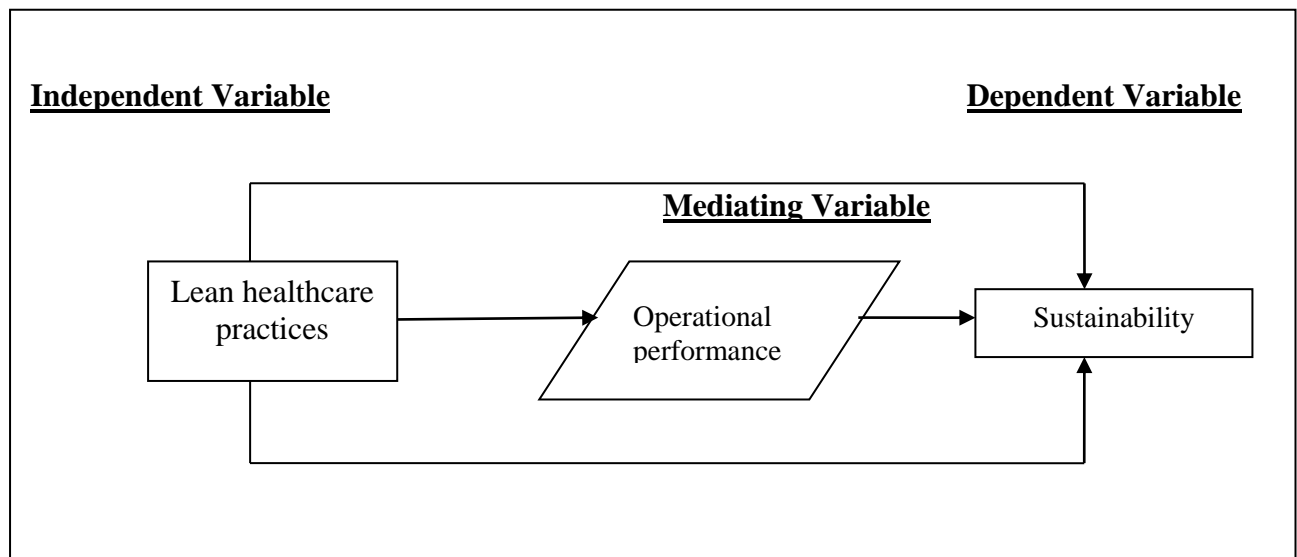 Independent Variable
Dependent Variable
Mediating Variable
Lean healthcare
practices
Operational
performance
Sustainability